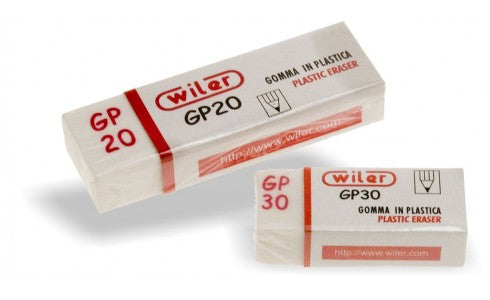 GP
20
wiler
GP20
GOMMA IN PLASTICA
PLASTIC ERASER
http://www.wiler.com
GP
30
wiler
GP30
GOMMA IN PLASTICA
PLASTIC ERASER
http://www.wiler.com